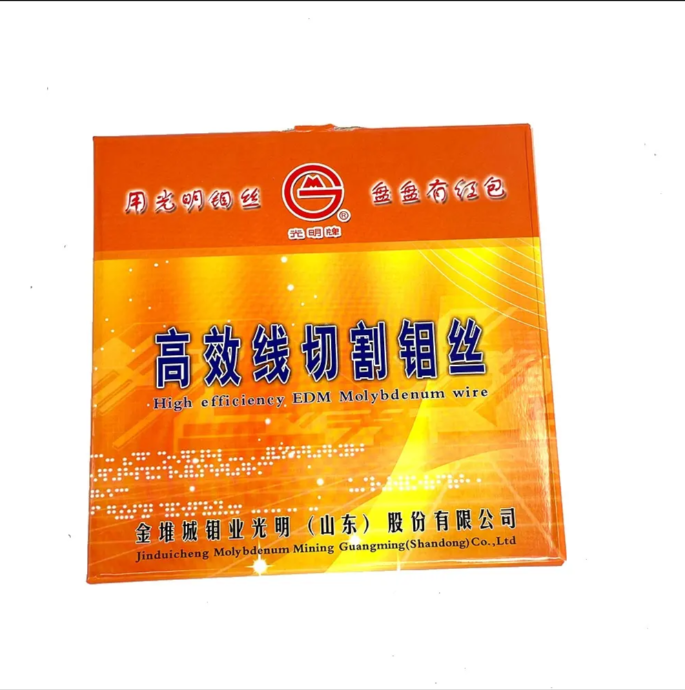 用光明钼丝
®
光明牌
盘盘有红包
高效线切割钼丝
High efficiency EDM Molybdenum wire
金堆城钼业光明（山东）股份有限公司
Jinduicheng Molybdenum Mining Guangming(Shandong)Co.,Ltd